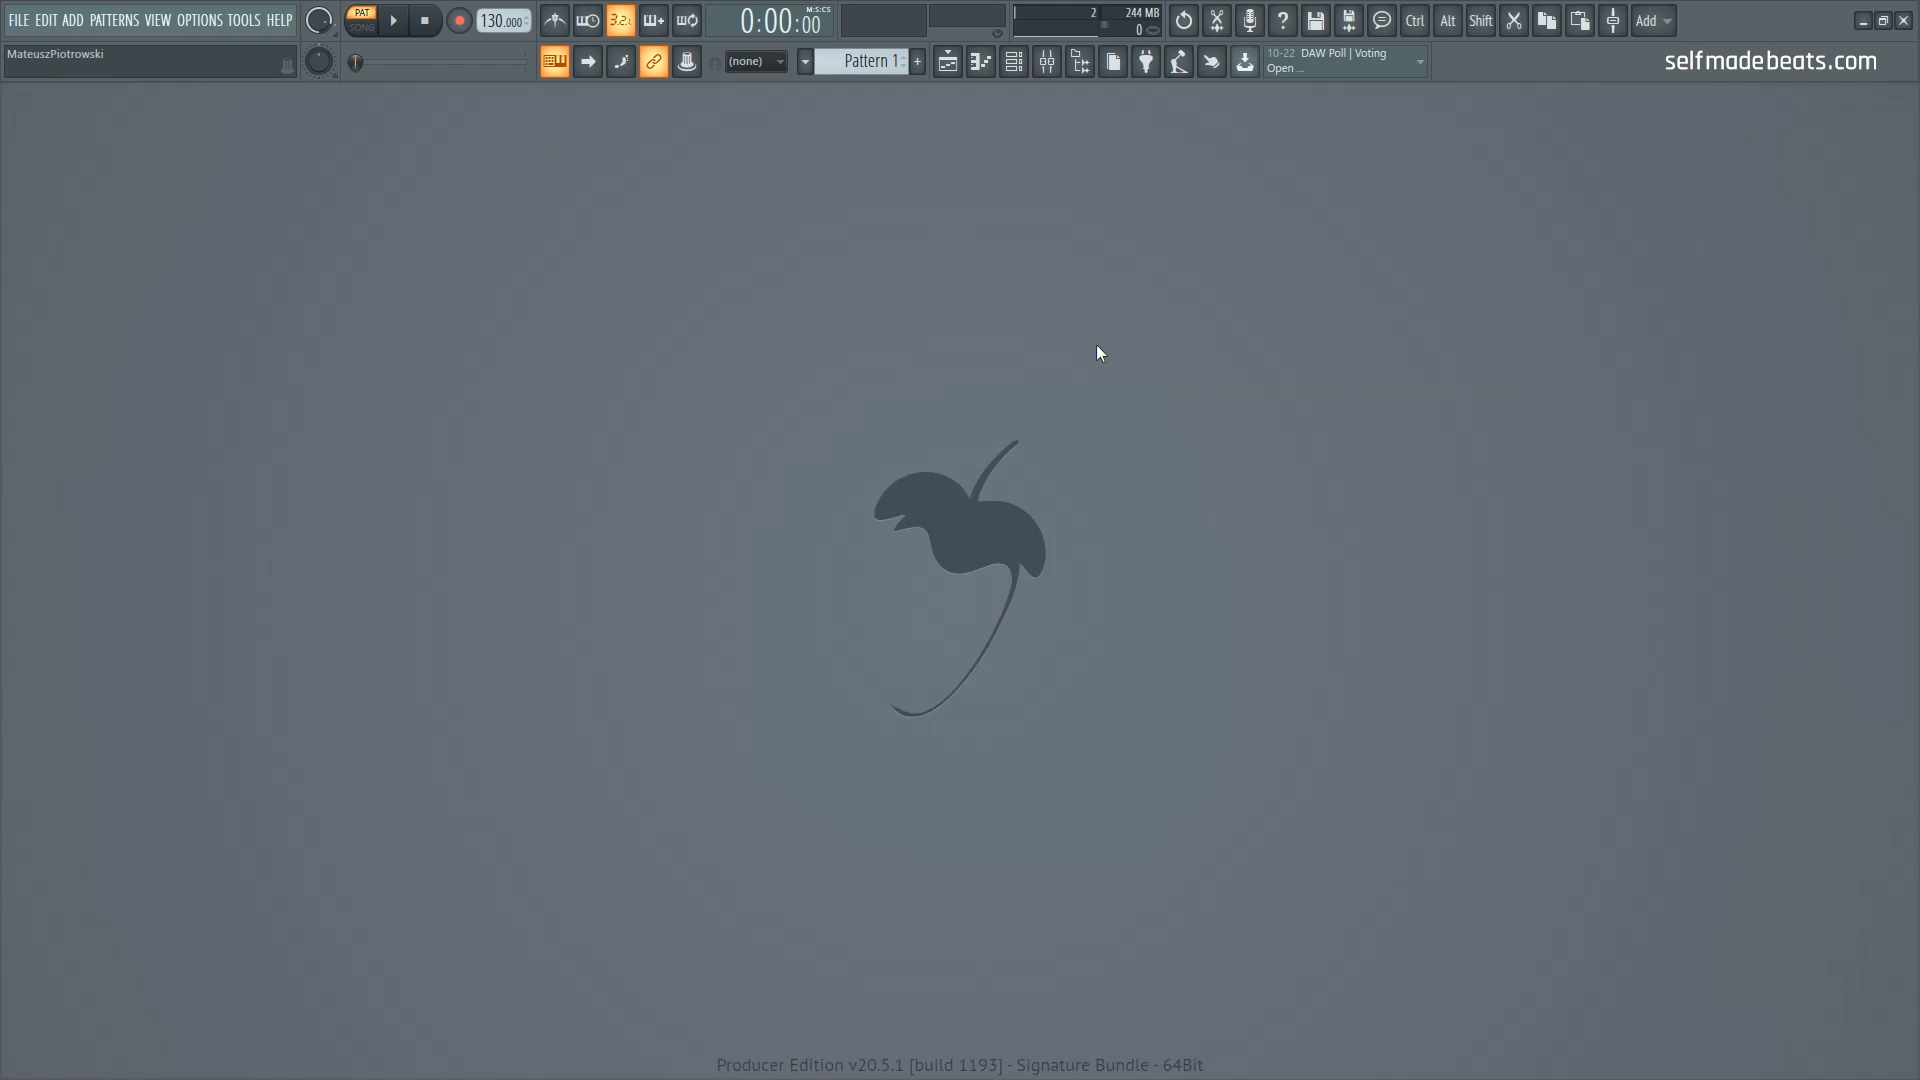 FILE EDIT ADD PATTERNS VIEW OPTIONS TOOLS HELP
PAT
SONG
130.000
3.2.
0:00:00
M:S:CS
2
244 MB
0
?
Ctrl
Alt
Shift
Add
MateuszPiotrowski
(none)
Pattern 1
+
10-22 DAW Poll | Voting
Open ...
selfmadebeats.com
Producer Edition v20.5.1 [build 1193] - Signature Bundle - 64Bit